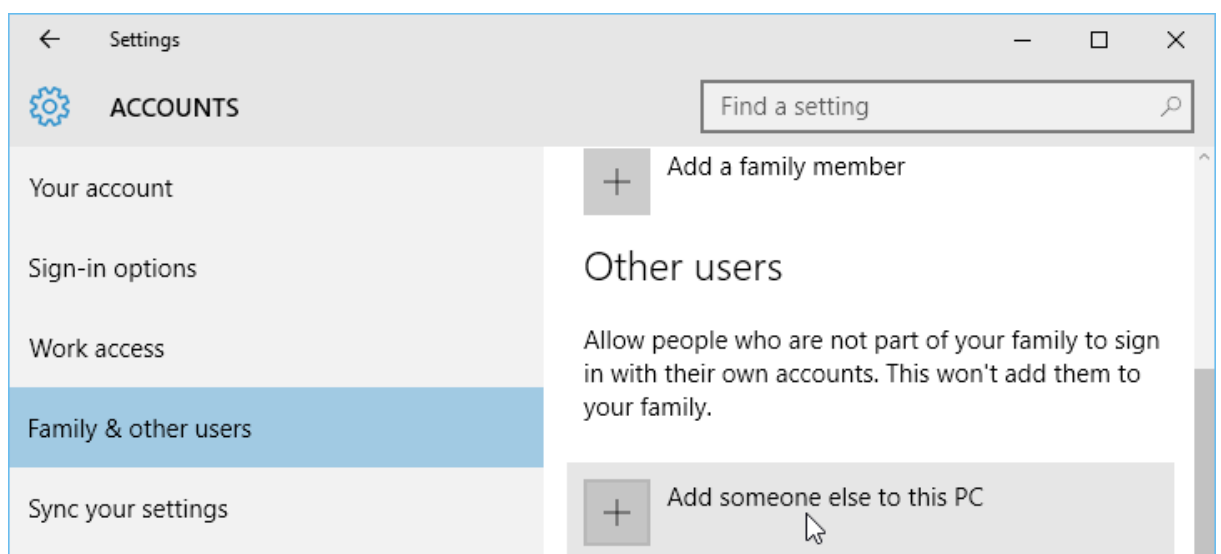 Settings
ACCOUNTS
Find a setting
Your account
Sign-in options
Work access
Family & other users
Sync your settings
Add a family member
Other users
Allow people who are not part of your family to sign
in with their own accounts. This won't add them to
your family.
Add someone else to this PC